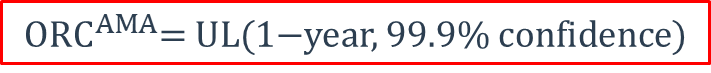 ORC^AMA= UL(1−year, 99.9% confidence)